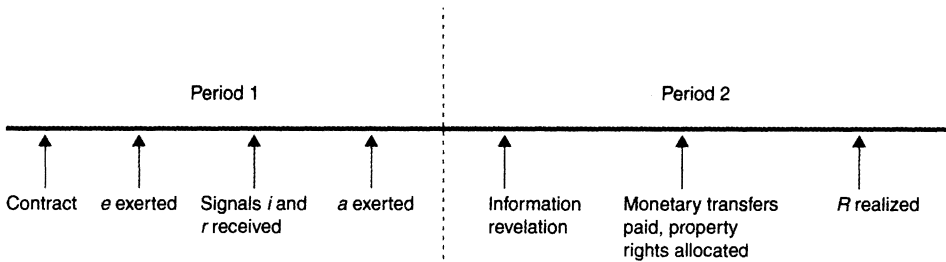 Period 1
Period 2
Contract
e exerted
Signals i and
r received
a exerted
Information
revelation
Monetary transfers
paid, property
rights allocated
R realized